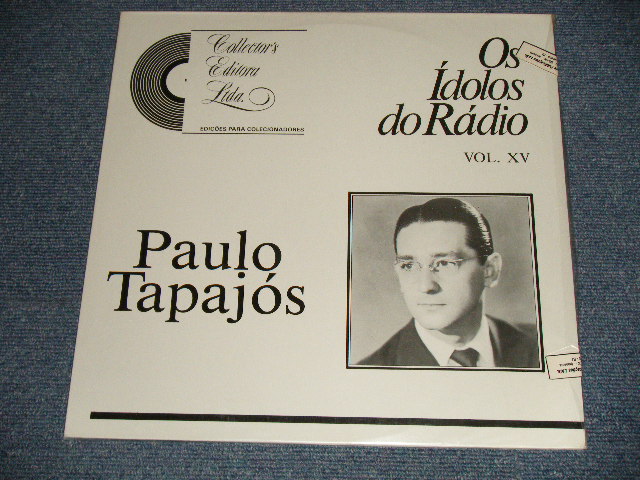 Collector's
Editora
Ltda.
EDIÇÕES PARA COLECIONADORES
Os
Ídolos
do Rádio
VOL. XV
Paulo
Tapajós